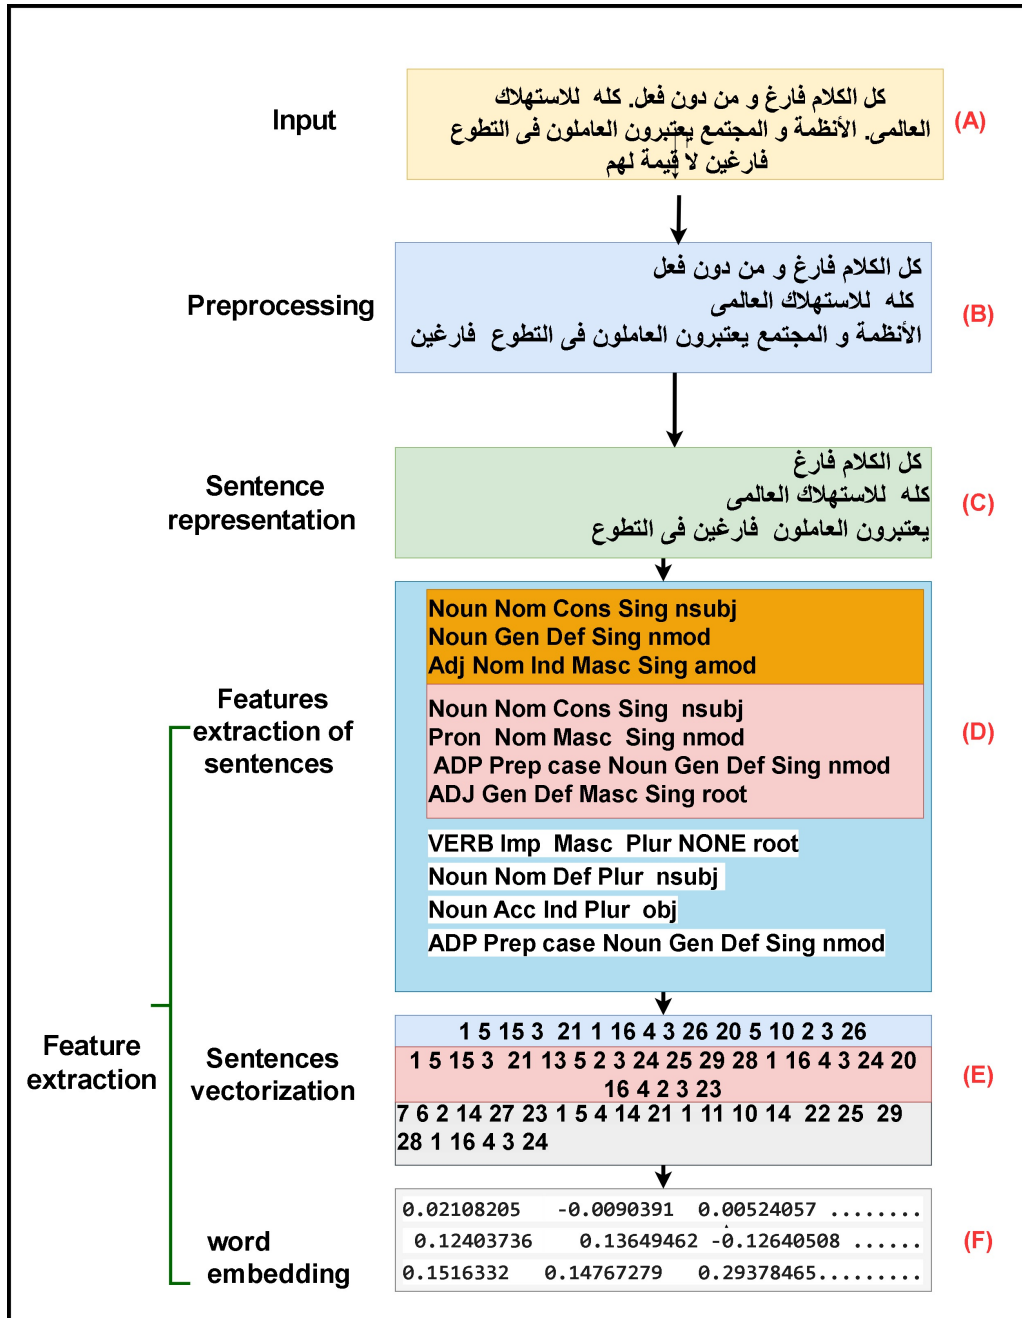 Input
كل الكلام فارغ و من دون فعل. كله للاستهلاك
العالمى. الأنظمة و المجتمع يعتبرون العاملون فى التطوع
فارغين لا قيمة لهم
(A)
Preprocessing
كل الكلام فارغ و من دون فعل
كله للاستهلاك العالمى
الأنظمة و المجتمع يعتبرون العاملون فى التطوع فارغين
(B)
Sentence
representation
كل الكلام فارغ
كله للاستهلاك العالمى
يعتبرون العاملون فارغين فى التطوع
(C)
Feature
extraction
Features
extraction of
sentences
Noun Nom Cons Sing nsubj
Noun Gen Def Sing nmod
Adj Nom Ind Masc Sing amod
Noun Nom Cons Sing nsubj
Pron Nom Masc Sing nmod
ADP Prep case Noun Gen Def Sing nmod
ADJ Gen Def Masc Sing root
VERB Imp Masc Plur NONE root
Noun Nom Def Plur nsubj
Noun Acc Ind Plur obj
ADP Prep case Noun Gen Def Sing nmod
(D)
Sentences
vectorization
1 5 15 3 21 1 16 4 3 26 20 5 10 2 3 26
1 5 15 3 21 13 5 2 3 24 25 29 28 1 16 4 3 24 20
16 4 2 3 23
7 6 2 14 27 23 1 5 4 14 21 1 11 10 14 22 25 29
28 1 16 4 3 24
(E)
word
embedding
0.02108205 -0.0090391 0.00524057 ........
0.12403736 0.13649462 -0.12640508 ......
0.1516332 0.14767279 0.29378465.........
(F)